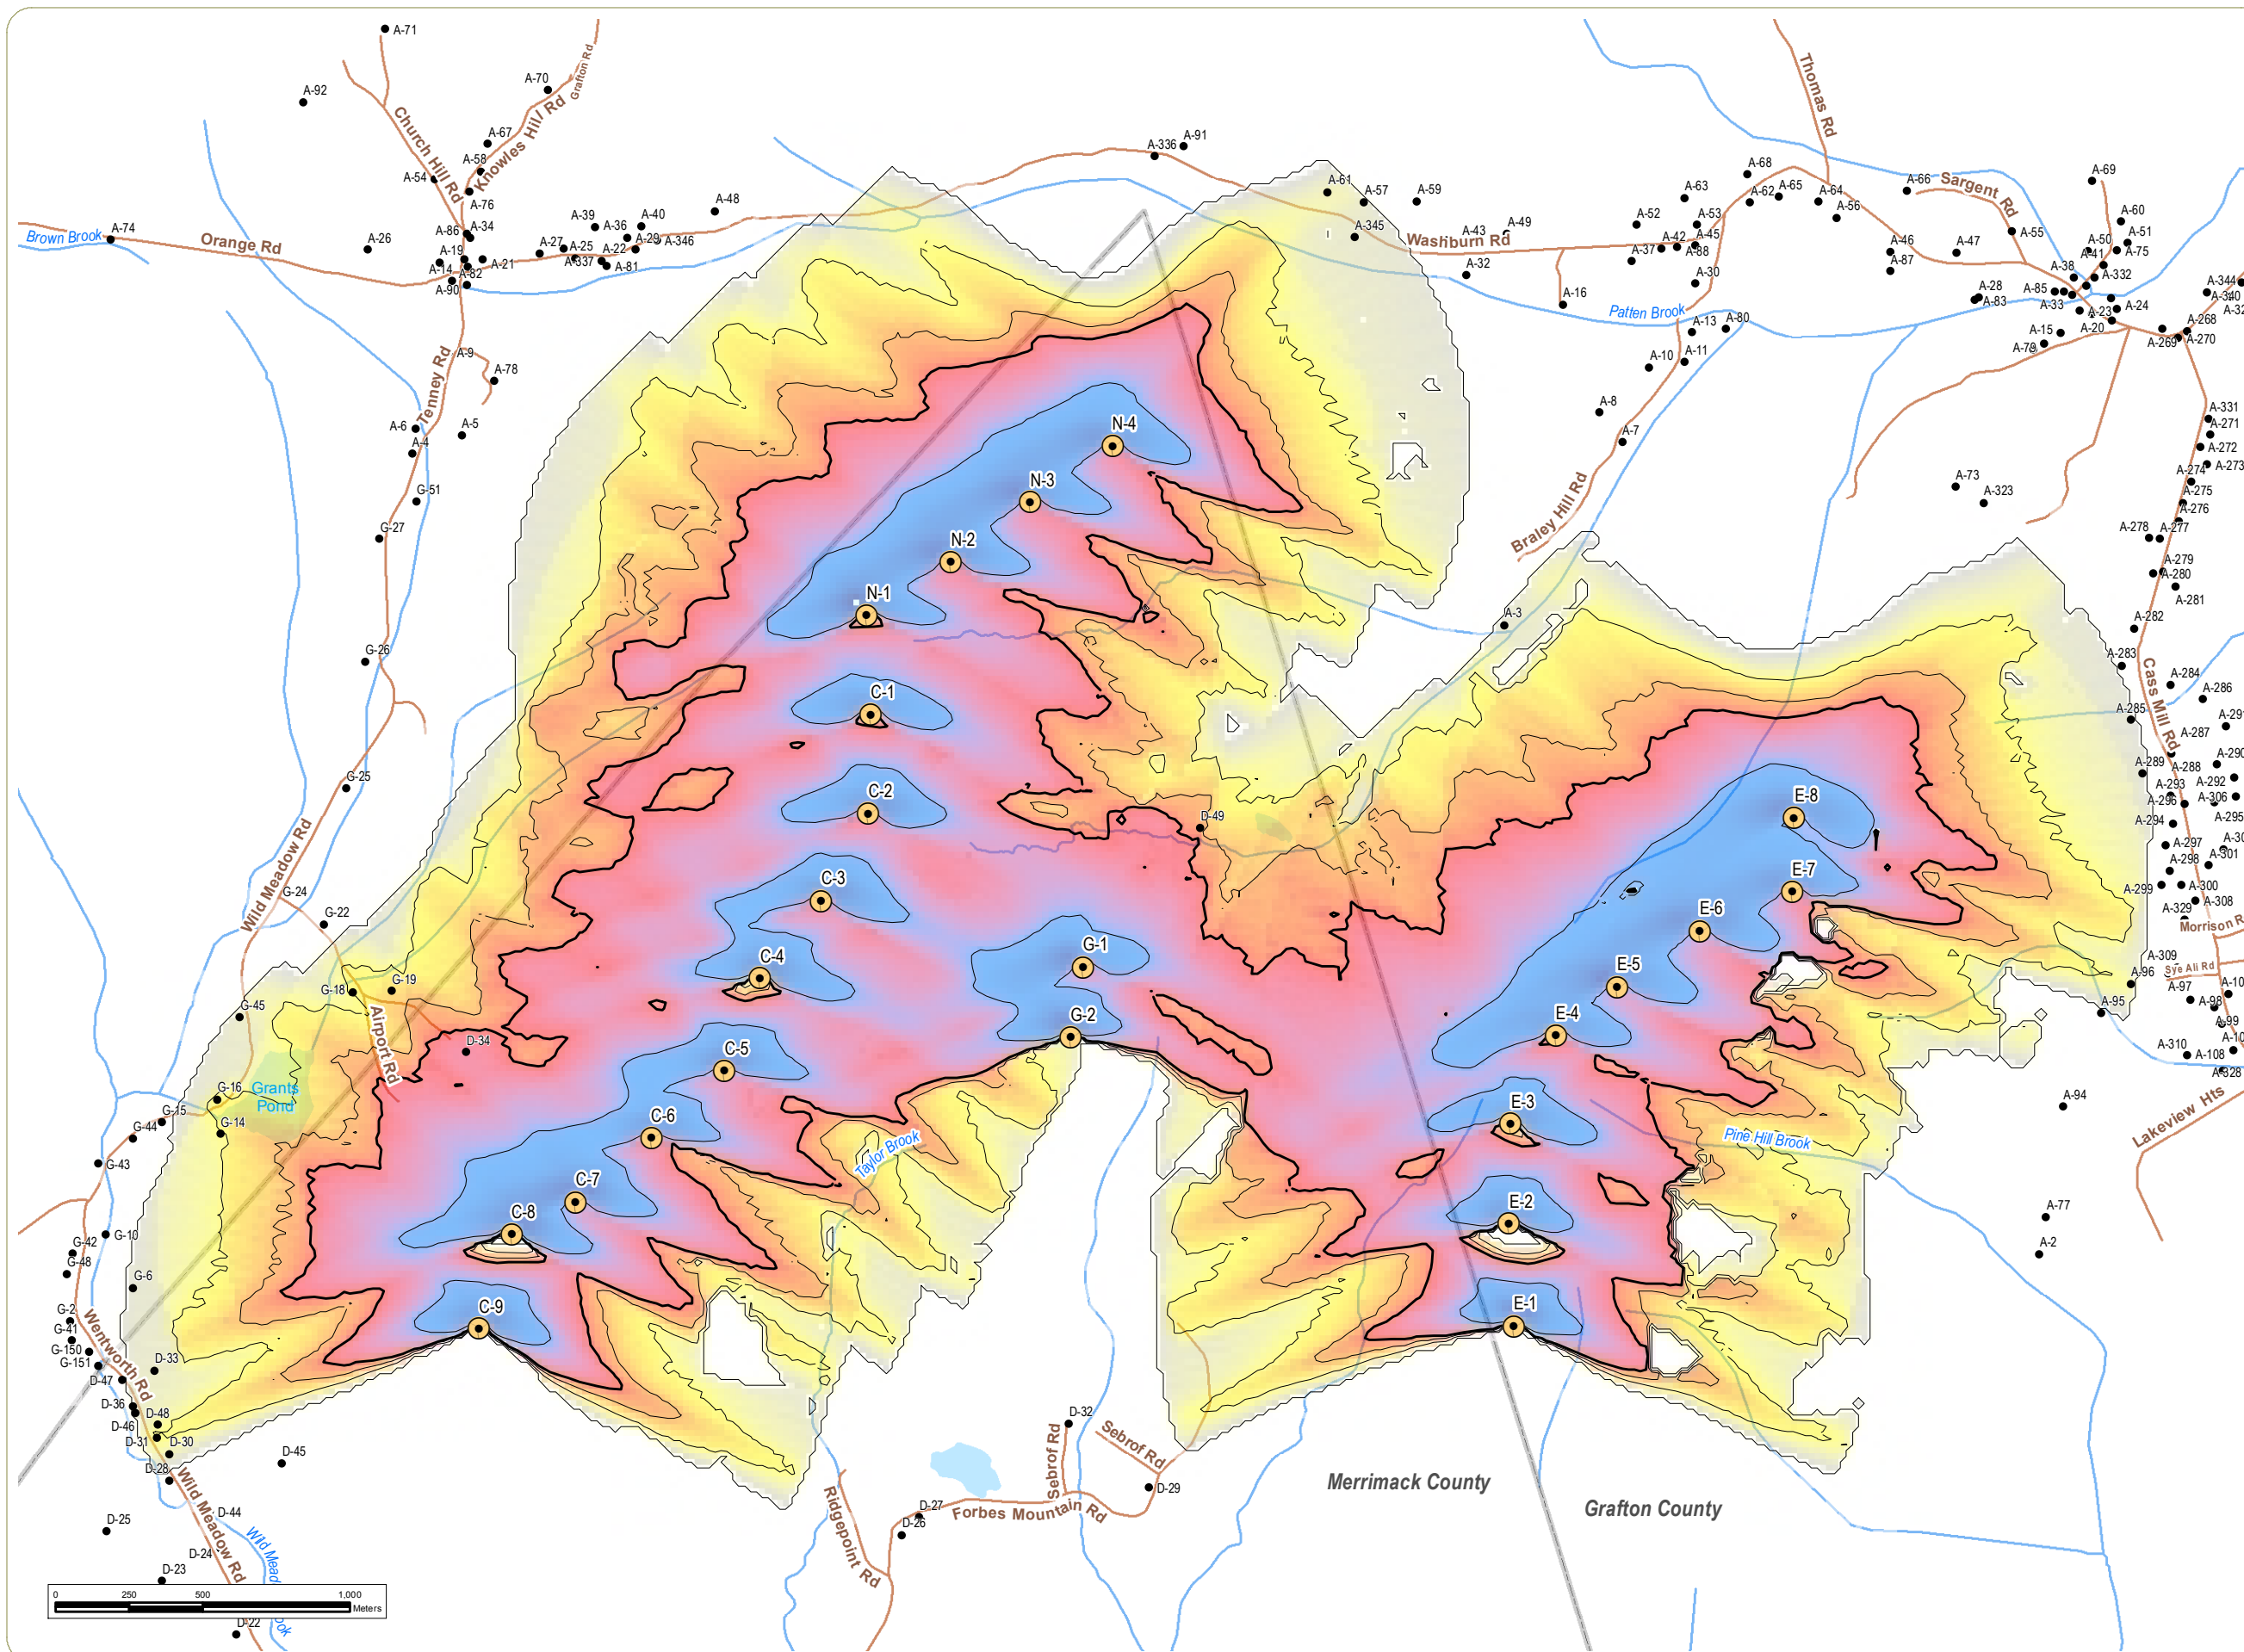 A-71
A-70
Grafton Rd
A-92
Church Hill Rd
Knowles Hill Rd
A-67
A-58
A-54
A-76
A-34
A-86
A-74
Brown Brook
Orange Rd
A-26
A-19
A-14
A-82
A-21
A-90
A-27
A-39
A-25
A-337
A-36
A-22
A-40
A-29
A-346
A-81
A-48
A-336
A-91
A-61
A-57
A-59
A-345
A-43
A-49
Washburn Rd
A-32
A-16
A-52
A-63
A-53
A-37
A-42
A-45
A-88
A-30
A-68
A-62
A-65
A-64
A-56
Thomas Rd
A-66
Sargent Rd
A-69
A-60
A-55
A-46
A-87
A-47
A-50
A-51
A-75
A-41
A-38
A-332
A-28
A-83
A-85
A-33
A-23
A-24
A-20
A-15
A-79
A-344
A-340
A-268
A-269
A-270
Patten Brook
A-13
A-80
A-10
A-11
A-8
A-7
Braley Hill Rd
A-9
A-78
Tenney Rd
A-6
A-5
A-4
G-51
G-27
G-26
G-25
Wild Meadow Rd
G-24
G-22
G-18
G-19
G-45
Airport Rd
D-34
Grants
Pond
G-16
G-15
G-44
G-14
G-43
G-10
G-42
G-48
G-6
G-2
G-41
G-150
G-151
Wentworth Rd
D-33
D-47
D-36
D-46
D-48
D-31
D-30
D-28
D-45
Wild Meadow Rd
D-44
D-25
D-24
D-23
D-22
0
250
500
1,000
Meters
N-4
N-3
N-2
N-1
C-1
C-2
C-3
C-4
C-5
C-6
C-7
C-8
C-9
G-1
G-2
D-49
E-8
E-7
E-6
E-5
E-4
E-3
E-2
E-1
Taylor Brook
Pine Hill Brook
A-3
A-73
A-323
A-331
A-271
A-272
A-273
A-274
A-275
A-276
A-278
A-277
A-279
A-280
A-281
A-282
A-283
A-284
A-286
A-285
Cass Mill Rd
A-287
A-290
A-289
A-288
A-292
A-293
A-306
A-296
A-295
A-294
A-297
A-298
A-301
A-299
A-300
A-308
A-329
A-309
Sye Ali Rd
A-96
A-97
A-98
A-95
A-99
A-310
A-108
A-328
A-94
Lakeview Hts
A-77
A-2
D-32
Sebrof Rd
Sebrof Rd
D-29
D-27
D-26
Forbes Mountain Rd
Ridgepoint Rd
Merrimack County
Grafton County